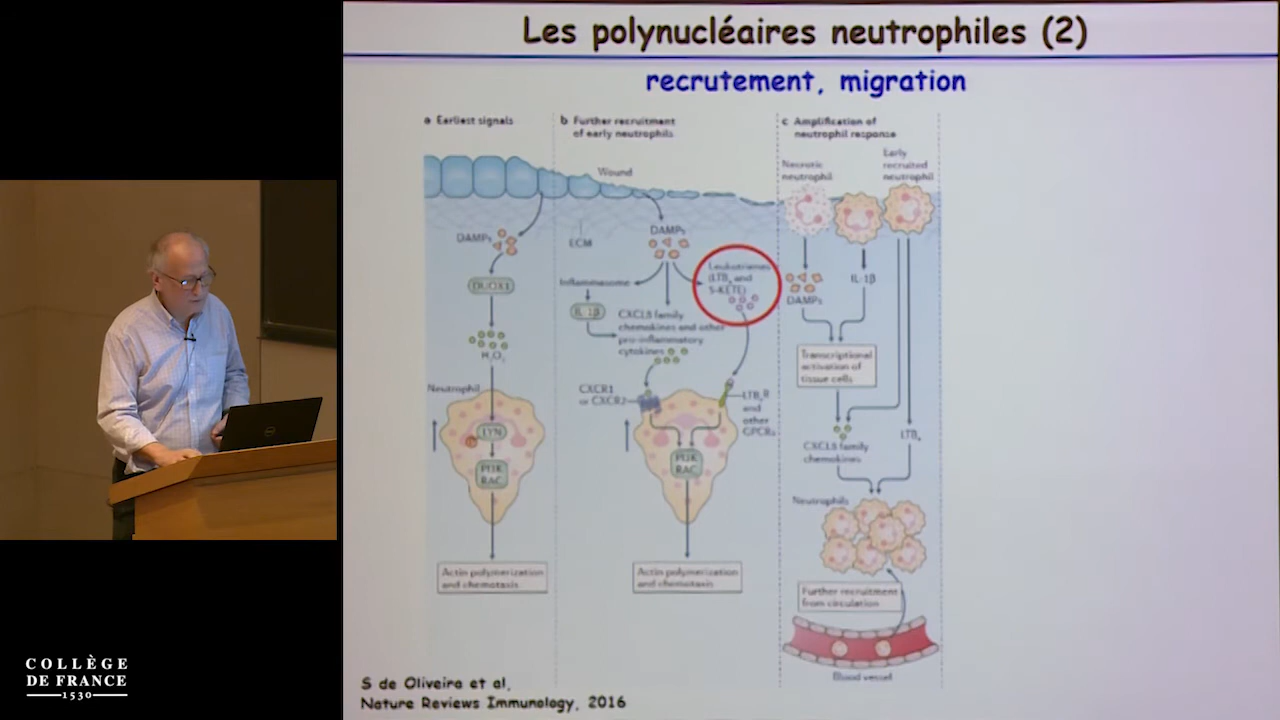 Les polynucléaires neutrophiles (2)
recrutement, migration
a Earliest signals
b Further recruitment
of early neutrophils
c Amplification of
neutrophil response
Wound
Necrotic
neutrophil
Early
recruited
neutrophil
DAMPs
ECM
DAMPs
DUOX1
Inflammasome
Leukotrienes
(LTB4 and
5-KETE)
DAMPs
IL-1β
IL-1β
H2O2
CXCL8 family
chemokines and other
pro-inflammatory
cytokines
Transcriptional
activation of
tissue cells
Neutrophil
CXCR1
or CXCR2
LTB4R
and
other
GPCRs
LYN
PI3K
RAC
PI3K
RAC
CXCL8 family
chemokines
LTB4
Neutrophils
Actin polymerization
and chemotaxis
Actin polymerization
and chemotaxis
Further recruitment
from circulation
Blood vessel
S de Oliveira et al,
Nature Reviews Immunology, 2016
COLLÈGE
DE FRANCE
1530
DELL